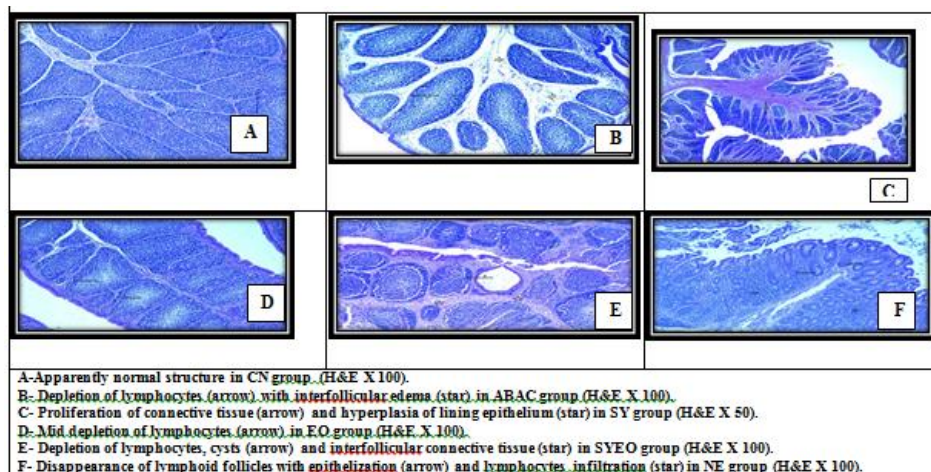 A
B
C
D
E
F
A-Apparently normal structure in CN group (H&E X 100).
B- Depletion of lymphocytes (arrow) with interfollicular edema (star) in ABAC group (H&E X 100).
C- Proliferation of connective tissue (arrow) and hyperplasia of lining epithelium (star) in SY group (H&E X 50).
D- Mid depletion of lymphocytes (arrow) in EO group (H&E X 100).
E- Depletion of lymphocytes, cysts (arrow) and interfollicular connective tissue (star) in SYEO group (H&E X 100).
F- Disappearance of lymphoid follicles with epithelization (arrow) and lymphocytes infiltration (star) in NE group (H&E X 100).